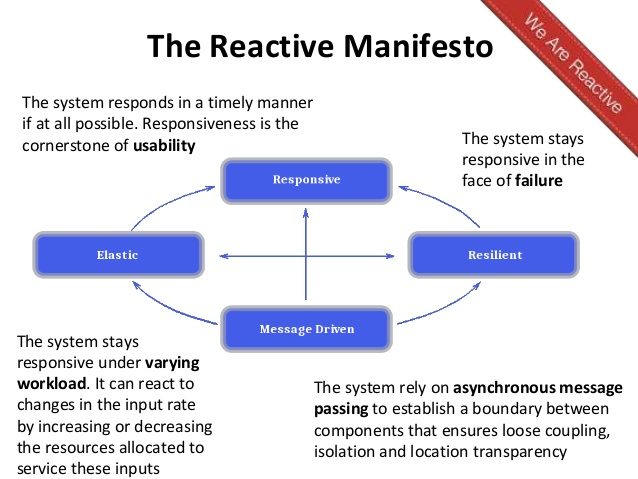 The Reactive Manifesto
We Are Reactive
The system responds in a timely manner
if at all possible. Responsiveness is the
cornerstone of usability
The system stays
responsive in the
face of failure
Responsive
Elastic
Resilient
Message Driven
The system stays
responsive under varying
workload. It can react to
changes in the input rate
by increasing or decreasing
the resources allocated to
service these inputs
The system rely on asynchronous message
passing to establish a boundary between
components that ensures loose coupling,
isolation and location transparency